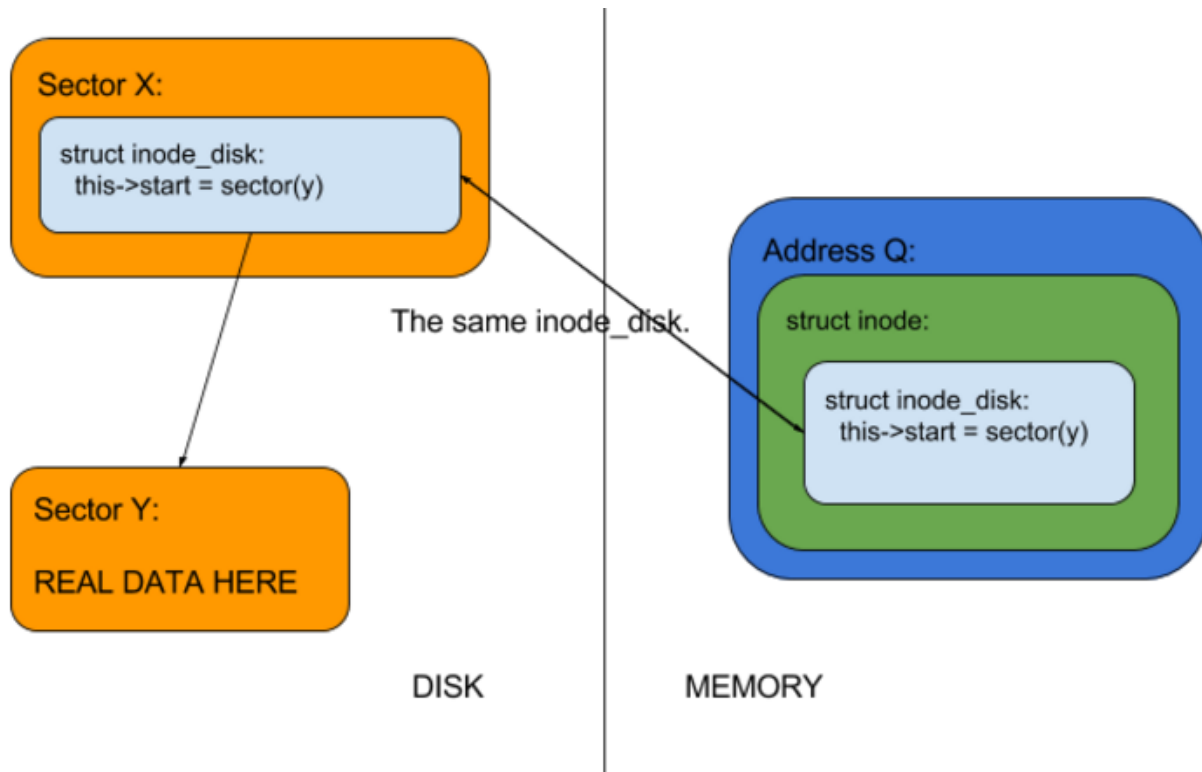 Sector X:
struct inode_disk:
this->start = sector(y)
Address Q:
The same inode_disk.
struct inode:
struct inode_disk:
this->start = sector(y)
Sector Y:
REAL DATA HERE
DISK
MEMORY